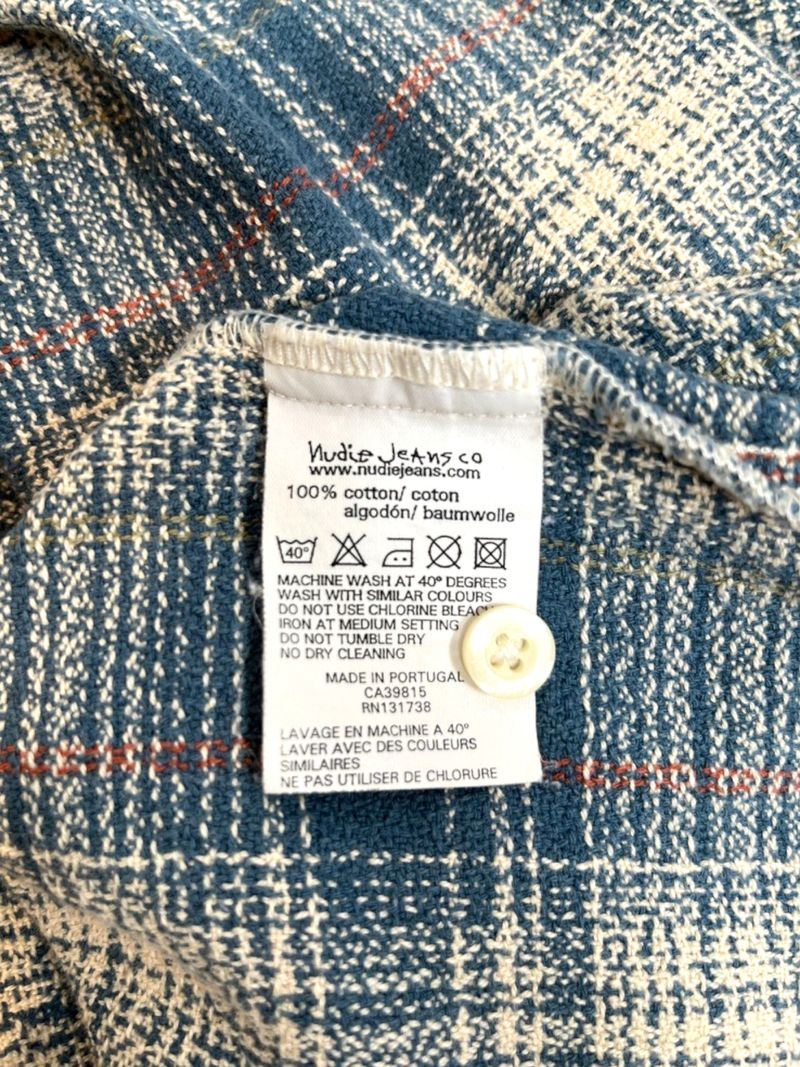 Nudie Jeans co
www.nudiejeans.com
100% cotton/ coton
algodón/ baumwolle
40°
MACHINE WASH AT 40° DEGREES
WASH WITH SIMILAR COLOURS
DO NOT USE CHLORINE BLEACH
IRON AT MEDIUM SETTING
DO NOT TUMBLE DRY
NO DRY CLEANING
MADE IN PORTUGAL
CA39815
RN131738
LAVAGE EN MACHINE A 40°
LAVER AVEC DES COULEURS
SIMILAIRES
NE PAS UTILISER DE CHLORURE